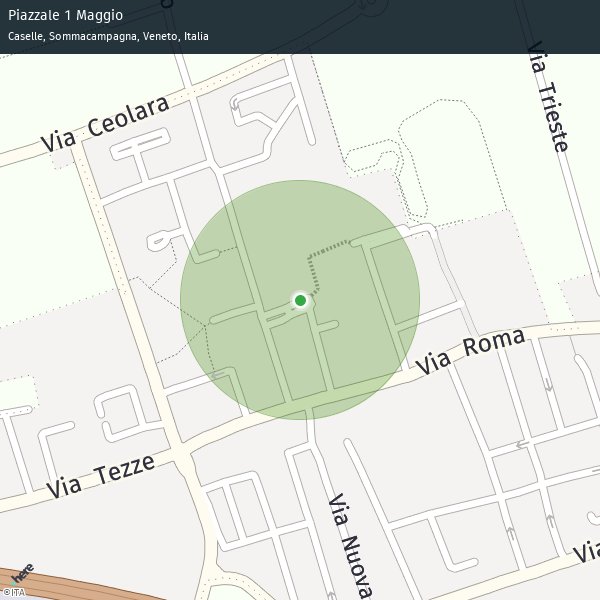 Piazzale 1 Maggio
Caselle, Sommacampagna, Veneto, Italia
Via Ceolara
Via Trieste
Via Roma
Via Tezze
Via Nuova
Via
here
© ITA